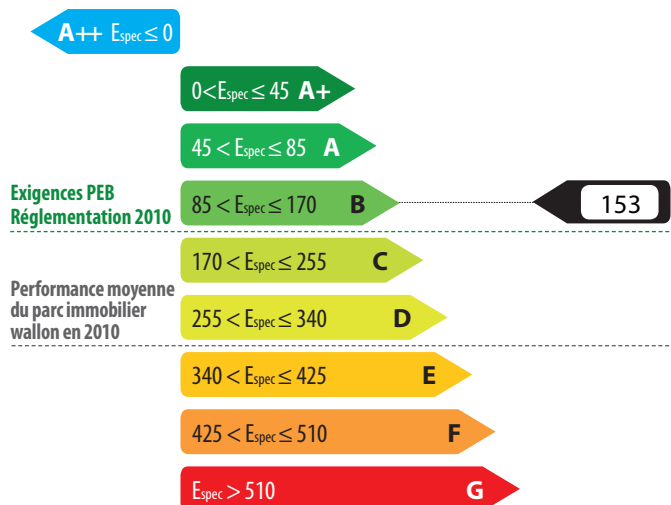 A++ Espec ≤ 0
0<Espec ≤ 45 A+
45 < Espec ≤ 85 A
Exigences PEB
Réglementation 2010
85 < Espec ≤ 170 B
153
170 < Espec ≤ 255 C
Performance moyenne
du parc immobilier
wallon en 2010
255 < Espec ≤ 340 D
340 < Espec ≤ 425 E
425 < Espec ≤ 510 F
Espec > 510 G